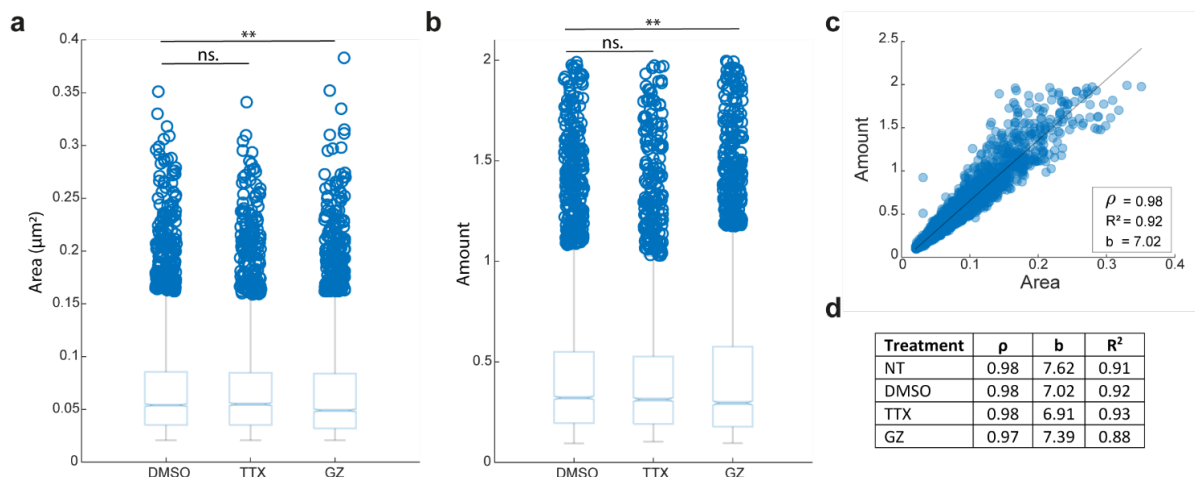 a
**
ns.
0.4
0.35
0.3
0.25
0.2
0.15
0.1
0.05
0
Area (μm²)
DMSO TTX GZ
b
**
ns.
2
1.5
1
0.5
0
Amount
DMSO TTX GZ
c
2.5
2
1.5
1
0.5
0
Amount
ρ = 0.98
R² = 0.92
b = 7.02
0 0.1 0.2 0.3 0.4
Area
d
Treatment ρ b R²
NT 0.98 7.62 0.91
DMSO 0.98 7.02 0.92
TTX 0.98 6.91 0.93
GZ 0.97 7.39 0.88